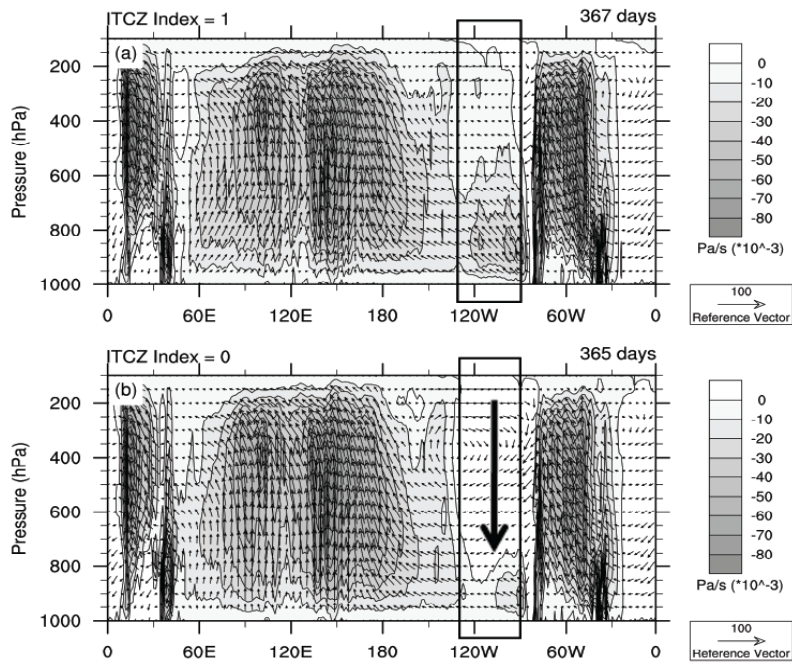 ITCZ Index = 1 367 days
(a)
200
400
600
800
1000
Pressure (hPa)
0 60E 120E 180 120W 60W 0
0
-10
-20
-30
-40
-50
-60
-70
-80
Pa/s (*10^-3)
100
Reference Vector
ITCZ Index = 0 365 days
(b)
200
400
600
800
1000
Pressure (hPa)
0 60E 120E 180 120W 60W 0
0
-10
-20
-30
-40
-50
-60
-70
-80
Pa/s (*10^-3)
100
Reference Vector